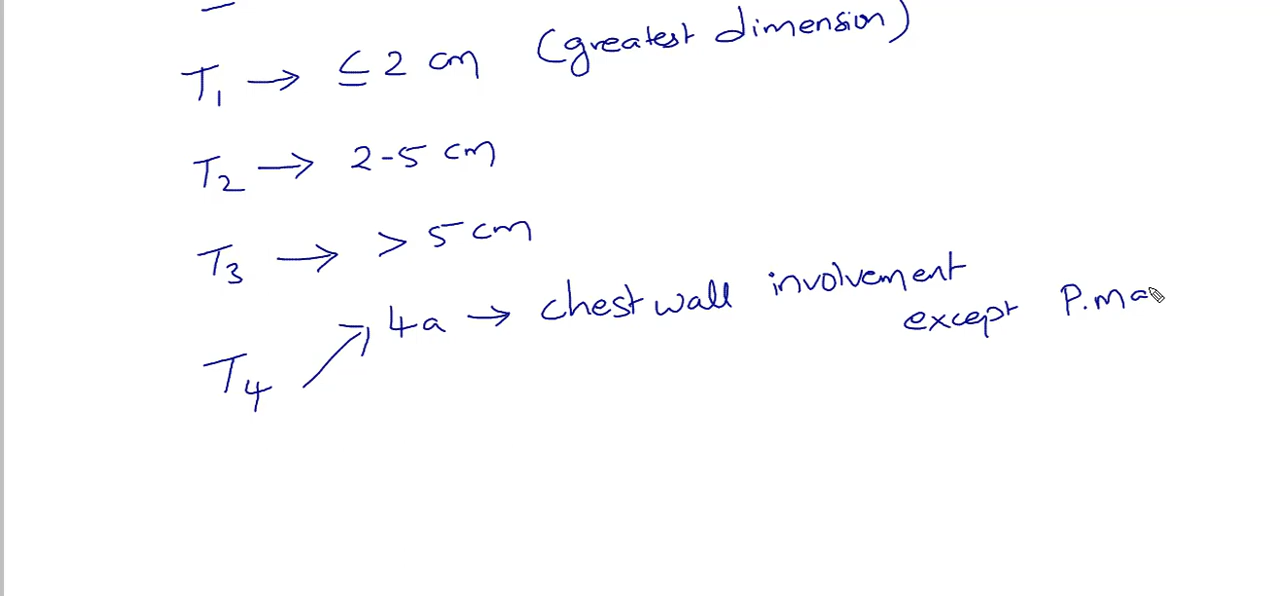 T1 → ≤ 2 cm (greatest dimension)
T2 → 2-5 cm
T3 → > 5 cm
4a → chest wall involvement
except P.ma
T4